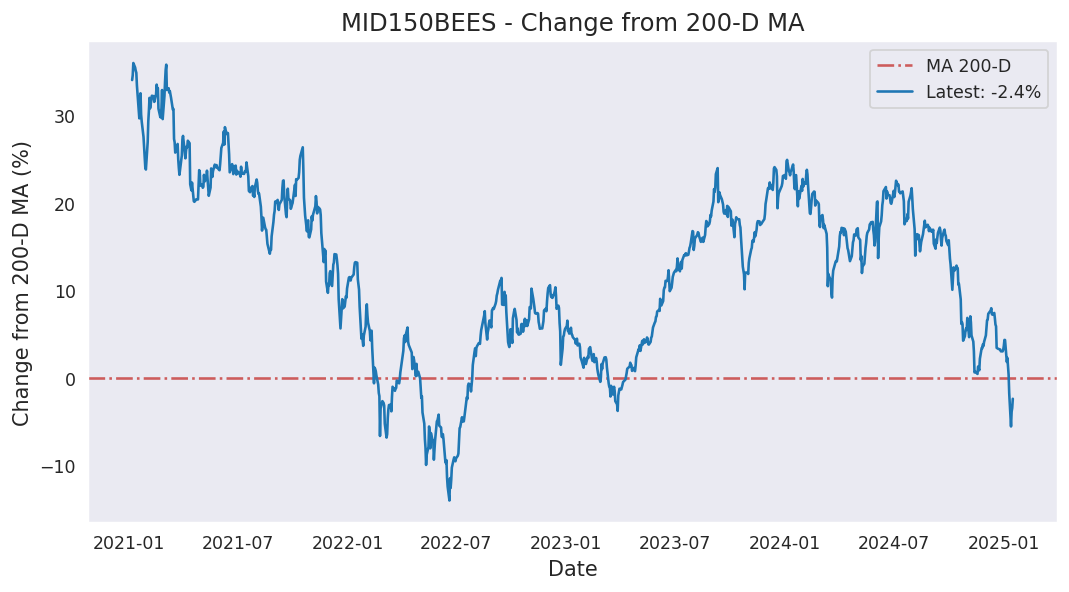 MID150BEES - Change from 200-D MA
MA 200-D
Latest: -2.4%
Change from 200-D MA (%)
30
20
10
0
−10
2021-01 2021-07 2022-01 2022-07 2023-01 2023-07 2024-01 2024-07 2025-01
Date